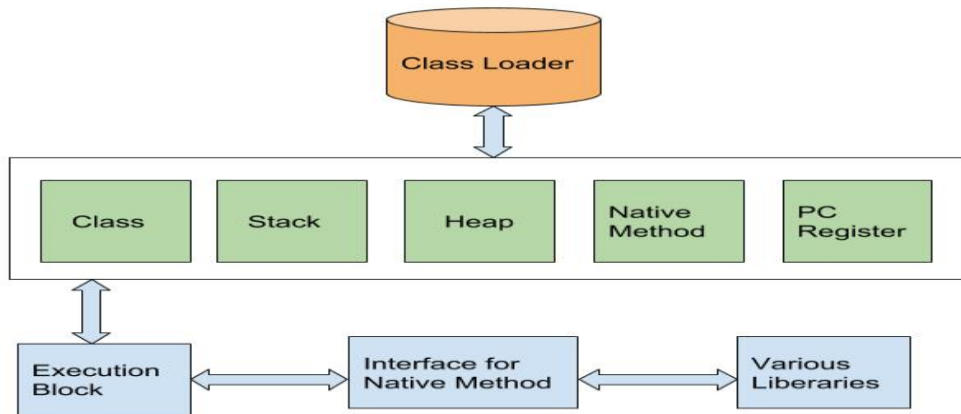 Class Loader
Class
Stack
Heap
Native
Method
PC
Register
Execution
Block
Interface for
Native Method
Various
Liberaries